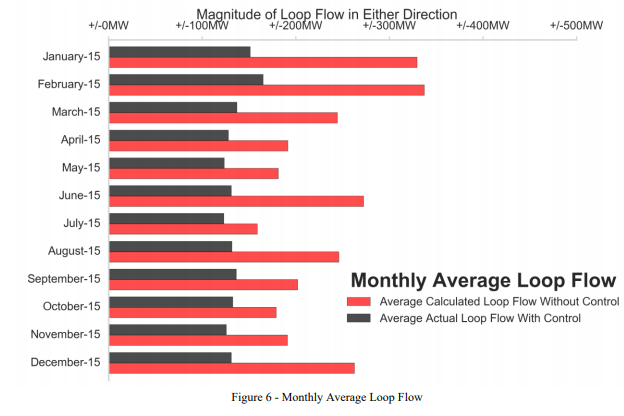 Magnitude of Loop Flow in Either Direction
+/-0MW +/-100MW +/-200MW +/-300MW +/-400MW +/-500MW
January-15
February-15
March-15
April-15
May-15
June-15
July-15
August-15
September-15
October-15
November-15
December-15
Monthly Average Loop Flow
Average Calculated Loop Flow Without Control
Average Actual Loop Flow With Control
Figure 6 - Monthly Average Loop Flow